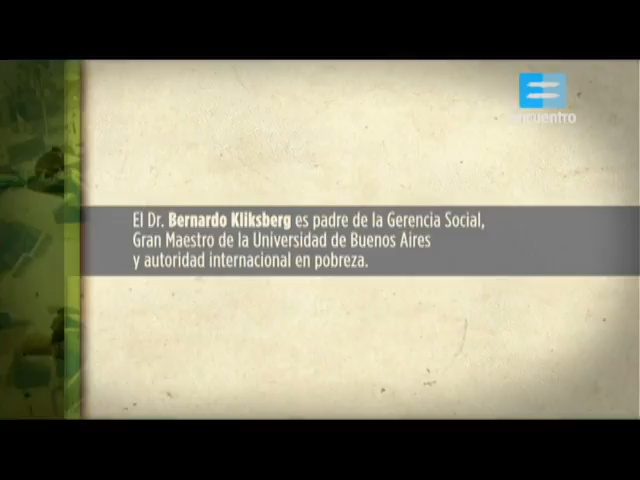 encuentro
El Dr. Bernardo Kliksberg es padre de la Gerencia Social,
Gran Maestro de la Universidad de Buenos Aires
y autoridad internacional en pobreza.